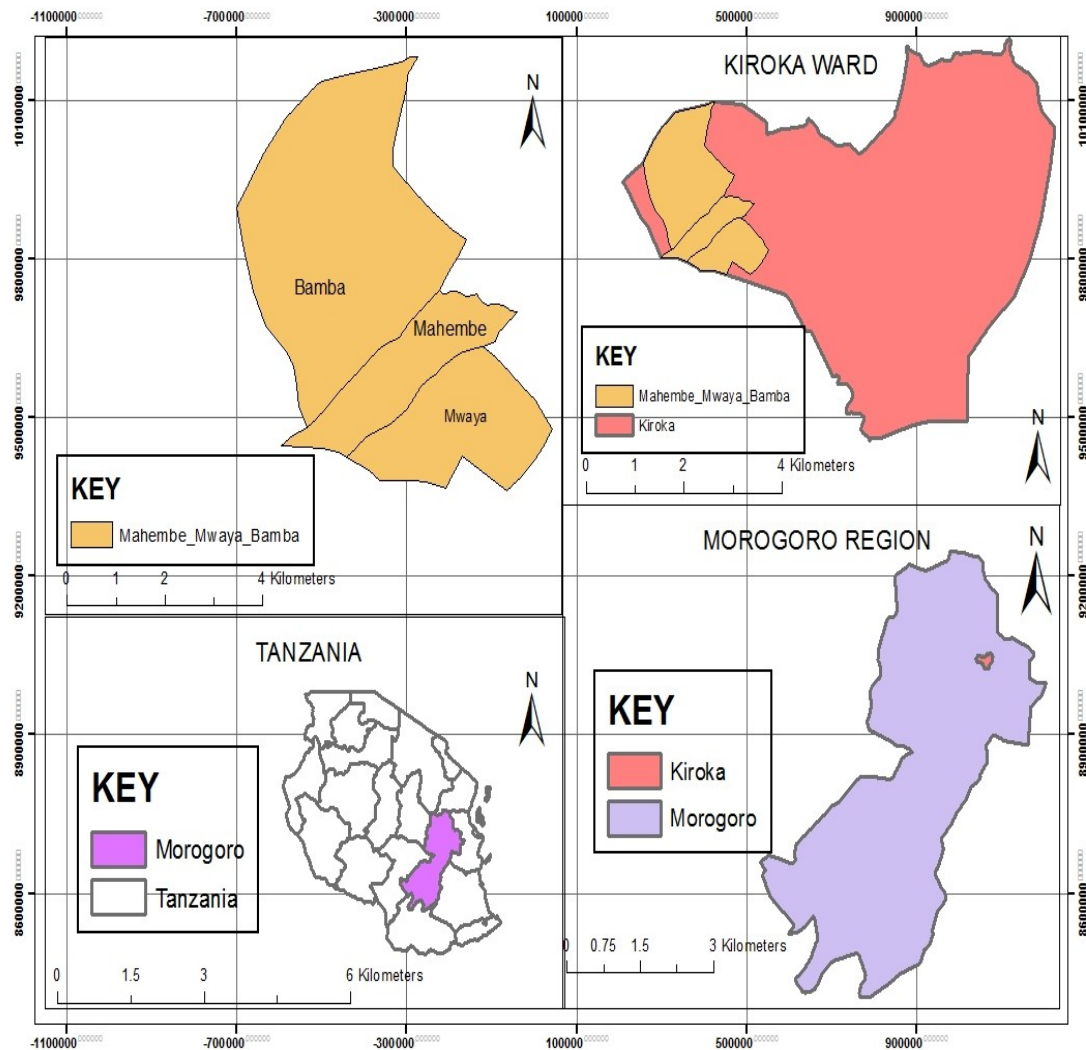 -1100000 -700000 -300000 100000 500000 900000
N
KIROKA WARD
N
10100000
10100000
9800000
9800000
Bamba
Mahembe
Mwaya
KEY
Mahembe_Mwaya_Bamba
Kiroka
0 1 2 4 Kilometers
N
9500000
9500000
KEY
Mahembe_Mwaya_Bamba
0 1 2 4 Kilometers
MOROGORO REGION
N
9200000
9200000
TANZANIA
N
KEY
Kiroka
Morogoro
8900000
8900000
KEY
Morogoro
Tanzania
8600000
8600000
0 0.75 1.5 3 Kilometers
0 1.5 3 6 Kilometers
-1100000 -700000 -300000 100000 500000 900000